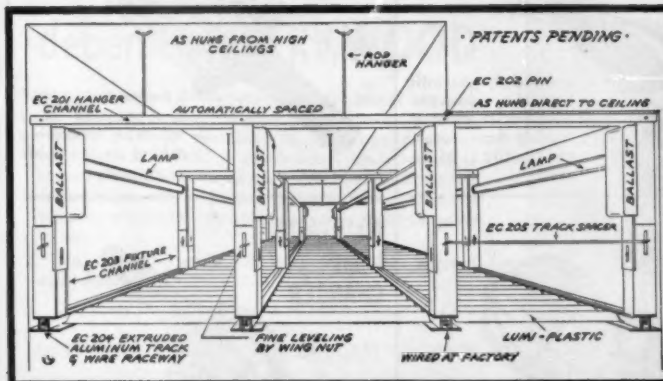 AS HUNG FROM HIGH
CEILINGS
· PATENTS PENDING ·
ROD
HANGER
EC 202 PIN
EC 201 HANGER
CHANNEL
AUTOMATICALLY SPACED
AS HUNG DIRECT TO CEILING
BALLAST
LAMP
BALLAST
BALLAST
LAMP
BALLAST
EC 205 TRACK SPACER
EC 203 FIXTURE
CHANNEL
EC 204 EXTRUDED
ALUMINUM TRACK
& WIRE RACEWAY
FINE LEVELING
BY WING NUT
WIRED AT FACTORY
LUMI-PLASTIC